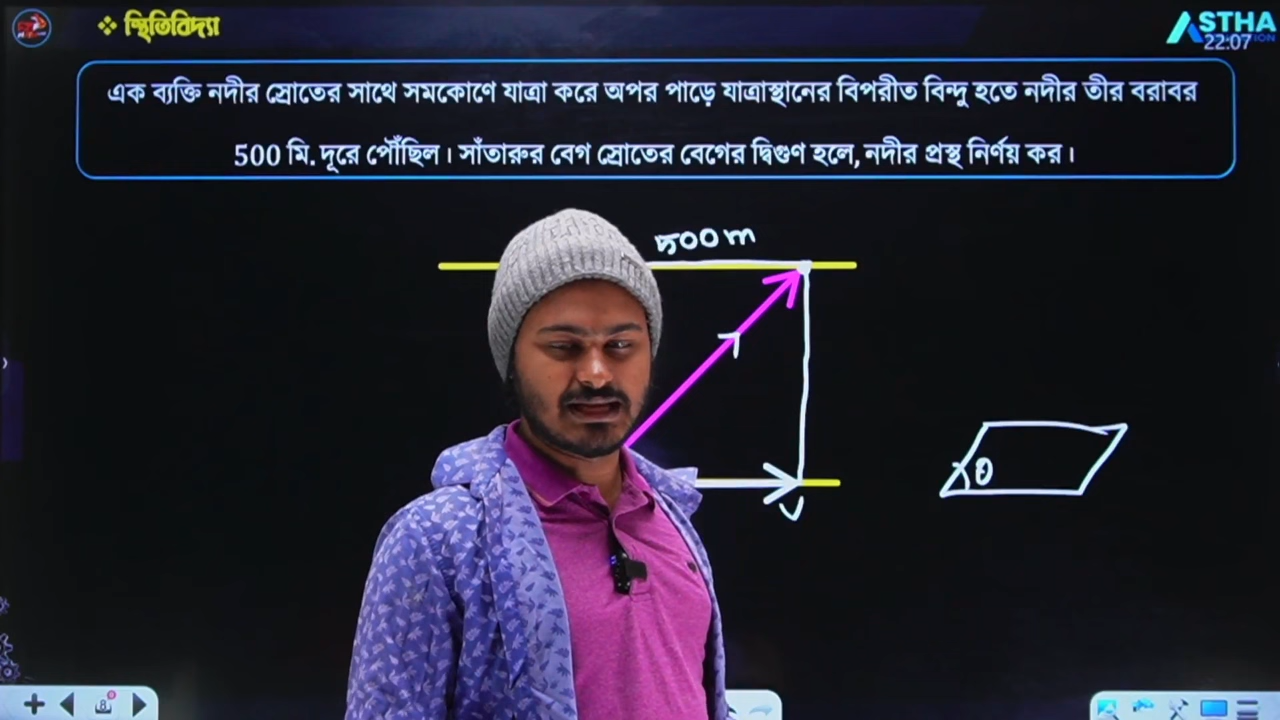 ❖ স্থিতিবিদ্যা
ASTHA
22:07
এক ব্যক্তি নদীর স্রোতের সাথে সমকোণে যাত্রা করে অপর পাড়ে যাত্রাস্থানের বিপরীত বিন্দু হতে নদীর তীর বরাবর
500 মি. দূরে পৌঁছিল। সাঁতারুর বেগ স্রোতের বেগের দ্বিগুণ হলে, নদীর প্রস্থ নির্ণয় কর।
500 m
θ
v
8